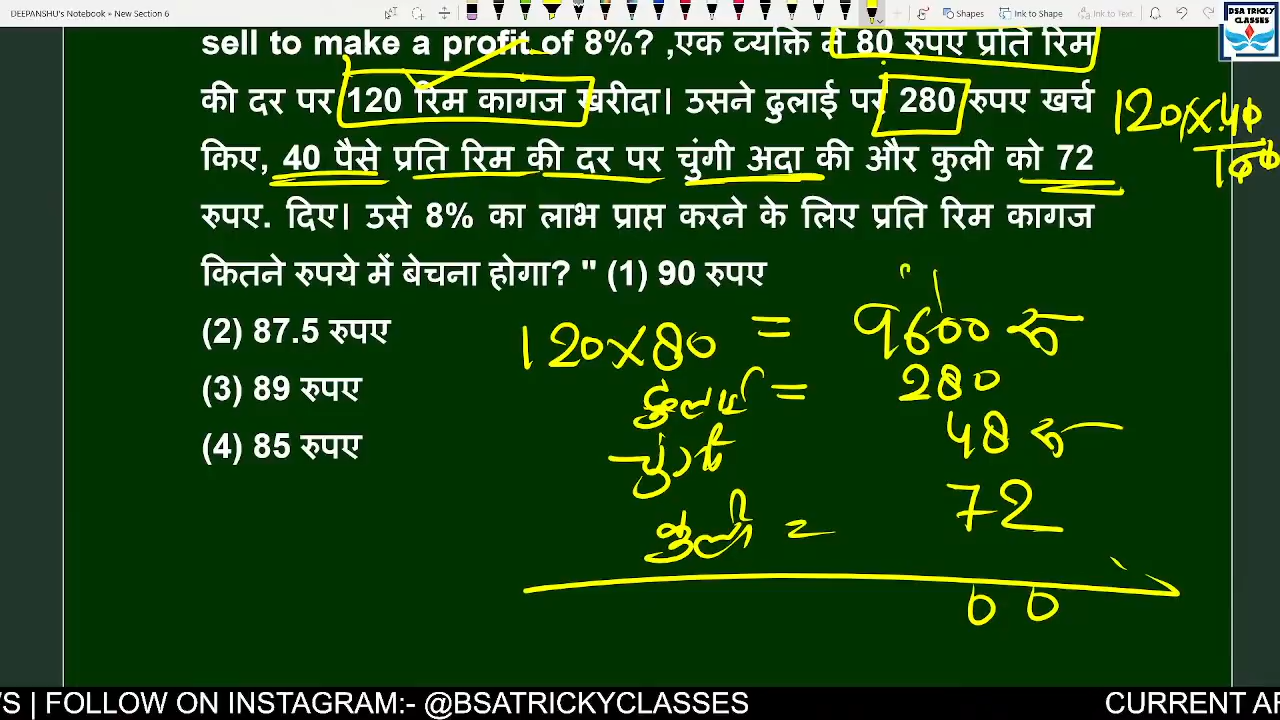 DEEPANSHU's Notebook » New Section 6
Shapes
Ink to Shape
Ink to Text
BSA TRICKY
CLASSES
sell to make a profit of 8%? ,एक व्यक्ति ने 80 रुपए प्रति रिम
की दर पर 120 रिम कागज खरीदा। उसने ढुलाई पर 280 रुपए खर्च
किए, 40 पैसे प्रति रिम की दर पर चुंगी अदा की और कुली को 72
रुपए. दिए। उसे 8% का लाभ प्राप्त करने के लिए प्रति रिम कागज
कितने रुपये में बेचना होगा? " (1) 90 रुपए
(2) 87.5 रुपए
(3) 89 रुपए
(4) 85 रुपए
120×40
100
120×80 = 9600 रु
ढुलाई = 280
चुंगी 48 रु
कुली = 72
00
/S | FOLLOW ON INSTAGRAM:- @BSATRICKYCLASSES
CURRENT AF